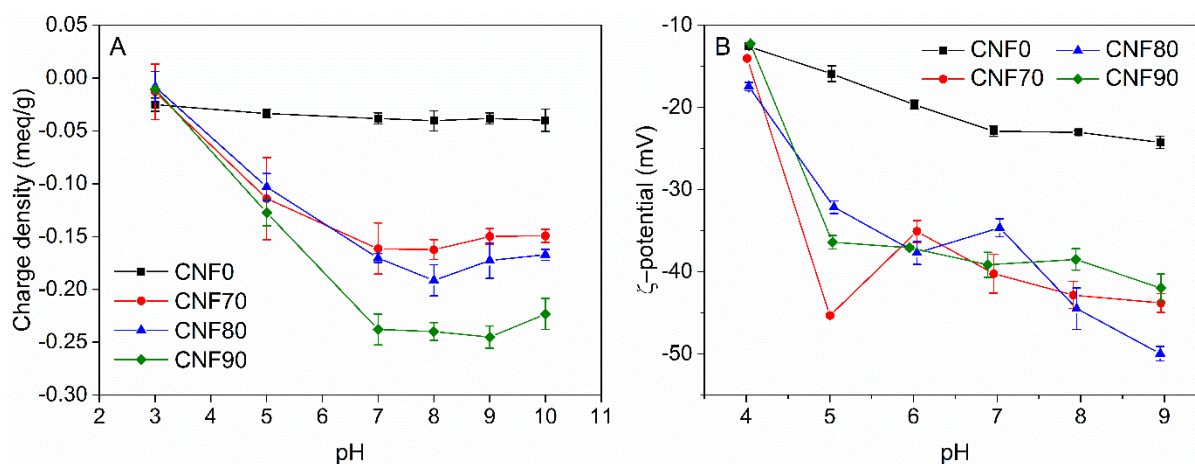 A
Charge density (meq/g)
0.05
0.00
-0.05
-0.10
-0.15
-0.20
-0.25
-0.30
CNF0
CNF70
CNF80
CNF90
2 3 4 5 6 7 8 9 10 11
pH
B
ζ-potential (mV)
-10
-20
-30
-40
-50
CNF0 CNF80
CNF70 CNF90
4 5 6 7 8 9
pH